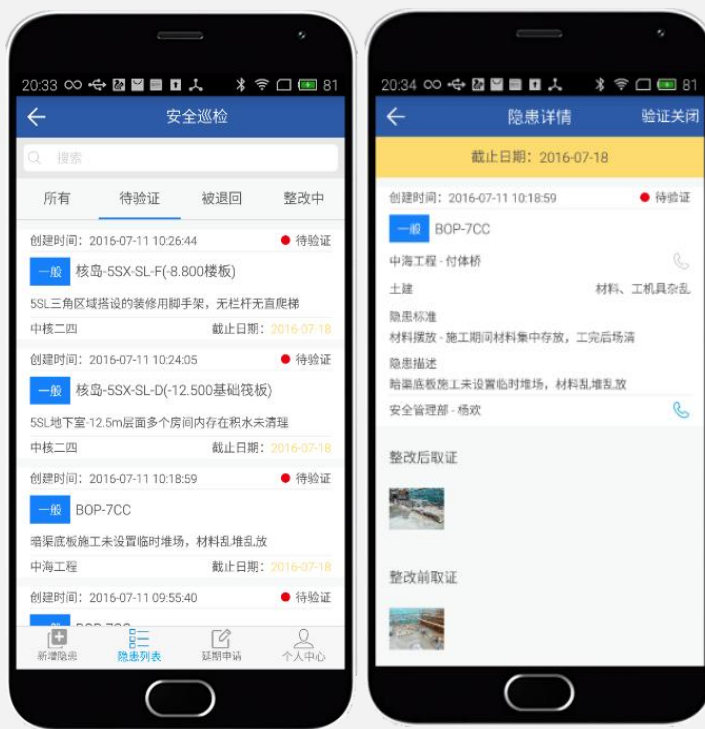 20:33 81
安全巡检
搜索
所有 待验证 被退回 整改中
创建时间：2016-07-11 10:26:44 待验证
一般 核岛-5SX-SL-F(-8.800楼板)
5SL三角区域搭设的装修用脚手架，无栏杆无直爬梯
中核二四 截止日期：2016-07-18
创建时间：2016-07-11 10:24:05 待验证
一般 核岛-5SX-SL-D(-12.500基础筏板)
5SL地下室-12.5m层面多个房间内存在积水未清理
中核二四 截止日期：2016-07-18
创建时间：2016-07-11 10:18:59 待验证
一般 BOP-7CC
暗渠底板施工未设置临时堆场，材料乱堆乱放
中海工程 截止日期：2016-07-18
创建时间：2016-07-11 09:55:40 待验证
一般 BOP-7CC
新增隐患 隐患列表 延期申请 个人中心
20:34 81
隐患详情 验证关闭
截止日期：2016-07-18
创建时间：2016-07-11 10:18:59 待验证
一般 BOP-7CC
中海工程-付体桥
土建 材料、工机具杂乱
隐患标准
材料摆放-施工期间材料集中存放，工完后场清
隐患描述
暗渠底板施工未设置临时堆场，材料乱堆乱放
安全管理部-杨欢
整改后取证
整改前取证